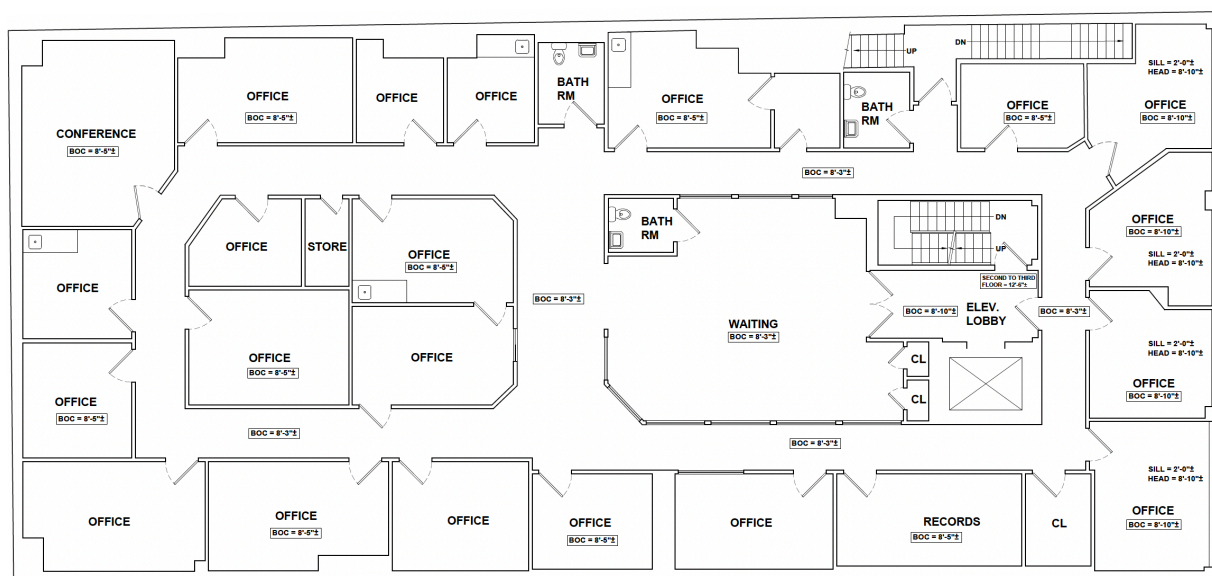 UP
DN
SILL = 2'-0"±
HEAD = 8'-10"±
BATH
RM
OFFICE
BOC = 8'-5"±
OFFICE
OFFICE
OFFICE
BOC = 8'-5"±
BATH
RM
OFFICE
BOC = 8'-5"±
OFFICE
BOC = 8'-10"±
CONFERENCE
BOC = 8'-5"±
BOC = 8'-3"±
OFFICE
BOC = 8'-10"±
SILL = 2'-0"±
HEAD = 8'-10"±
BATH
RM
DN
UP
OFFICE
STORE
OFFICE
BOC = 8'-5"±
SECOND TO THIRD
FLOOR = 12'-6"±
OFFICE
BOC = 8'-3"±
BOC = 8'-10"±
ELEV.
LOBBY
BOC = 8'-3"±
WAITING
BOC = 8'-3"±
OFFICE
BOC = 8'-5"±
OFFICE
CL
SILL = 2'-0"±
HEAD = 8'-10"±
OFFICE
BOC = 8'-10"±
OFFICE
BOC = 8'-5"±
CL
BOC = 8'-3"±
BOC = 8'-3"±
SILL = 2'-0"±
HEAD = 8'-10"±
OFFICE
BOC = 8'-10"±
OFFICE
OFFICE
BOC = 8'-5"±
OFFICE
OFFICE
BOC = 8'-5"±
OFFICE
RECORDS
BOC = 8'-5"±
CL